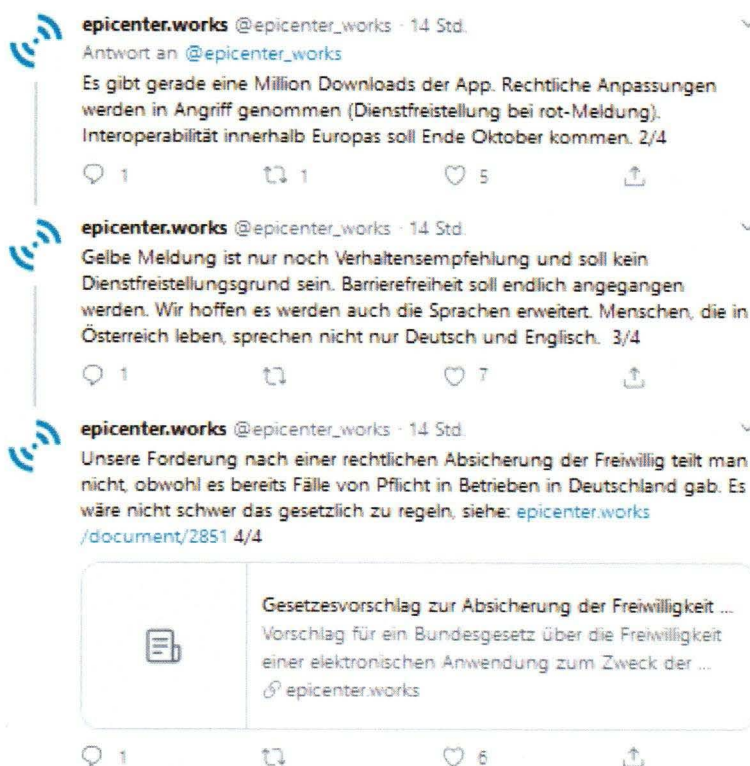 epicenter.works @epicenter_works · 14 Std.
Antwort an @epicenter_works
Es gibt gerade eine Million Downloads der App. Rechtliche Anpassungen
werden in Angriff genommen (Dienstfreistellung bei rot-Meldung).
Interoperabilität innerhalb Europas soll Ende Oktober kommen. 2/4
1 1 5
epicenter.works @epicenter_works · 14 Std.
Gelbe Meldung ist nur noch Verhaltensempfehlung und soll kein
Dienstfreistellungsgrund sein. Barrierefreiheit soll endlich angegangen
werden. Wir hoffen es werden auch die Sprachen erweitert. Menschen, die in
Österreich leben, sprechen nicht nur Deutsch und Englisch. 3/4
1 7
epicenter.works @epicenter_works · 14 Std.
Unsere Forderung nach einer rechtlichen Absicherung der Freiwillig teilt man
nicht, obwohl es bereits Fälle von Pflicht in Betrieben in Deutschland gab. Es
wäre nicht schwer das gesetzlich zu regeln, siehe: epicenter.works
/document/2851 4/4
Gesetzesvorschlag zur Absicherung der Freiwilligkeit ...
Vorschlag für ein Bundesgesetz über die Freiwilligkeit
einer elektronischen Anwendung zum Zweck der ...
epicenter.works
1 6